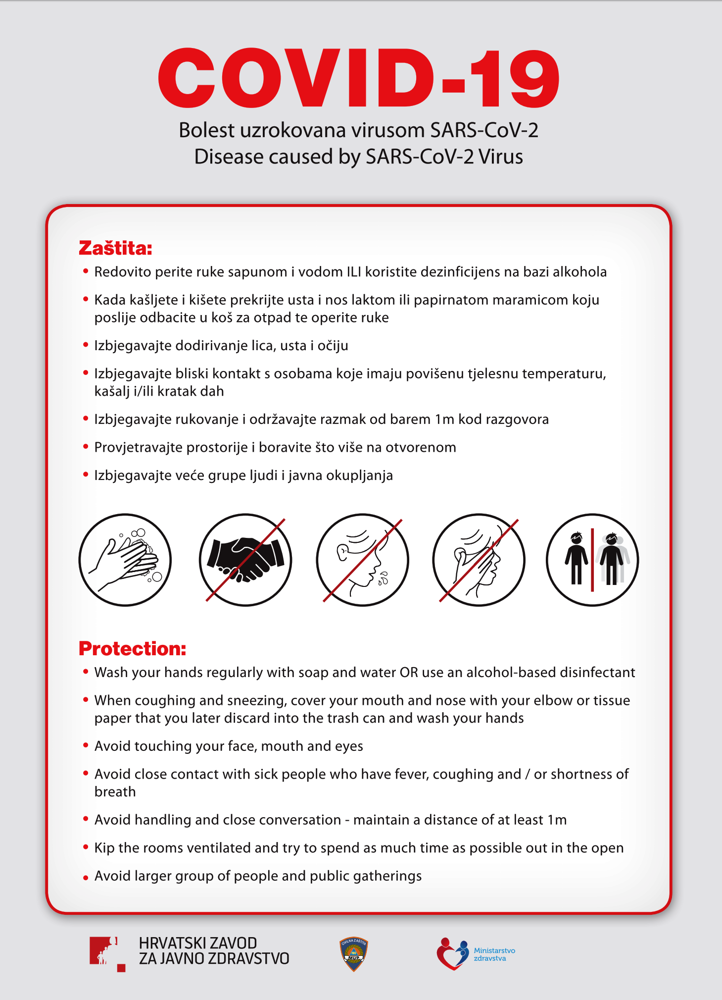 COVID-19
Bolest uzrokovana virusom SARS-CoV-2
Disease caused by SARS-CoV-2 Virus
Zaštita:
• Redovito perite ruke sapunom i vodom ILI koristite dezinficijens na bazi alkohola
• Kada kašljete i kišete prekrijte usta i nos laktom ili papirnatom maramicom koju
poslije odbacite u koš za otpad te operite ruke
• Izbjegavajte dodirivanje lica, usta i očiju
• Izbjegavajte bliski kontakt s osobama koje imaju povišenu tjelesnu temperaturu,
kašalj i/ili kratak dah
• Izbjegavajte rukovanje i održavajte razmak od barem 1m kod razgovora
• Provjetravajte prostorije i boravite što više na otvorenom
• Izbjegavajte veće grupe ljudi i javna okupljanja
Protection:
• Wash your hands regularly with soap and water OR use an alcohol-based disinfectant
• When coughing and sneezing, cover your mouth and nose with your elbow or tissue
paper that you later discard into the trash can and wash your hands
• Avoid touching your face, mouth and eyes
• Avoid close contact with sick people who have fever, coughing and / or shortness of
breath
• Avoid handling and close conversation - maintain a distance of at least 1m
• Kip the rooms ventilated and try to spend as much time as possible out in the open
• Avoid larger group of people and public gatherings
HRVATSKI ZAVOD
ZA JAVNO ZDRAVSTVO
CIVILNA ZAŠTITA
RH
MUP
Ministarstvo
zdravstva